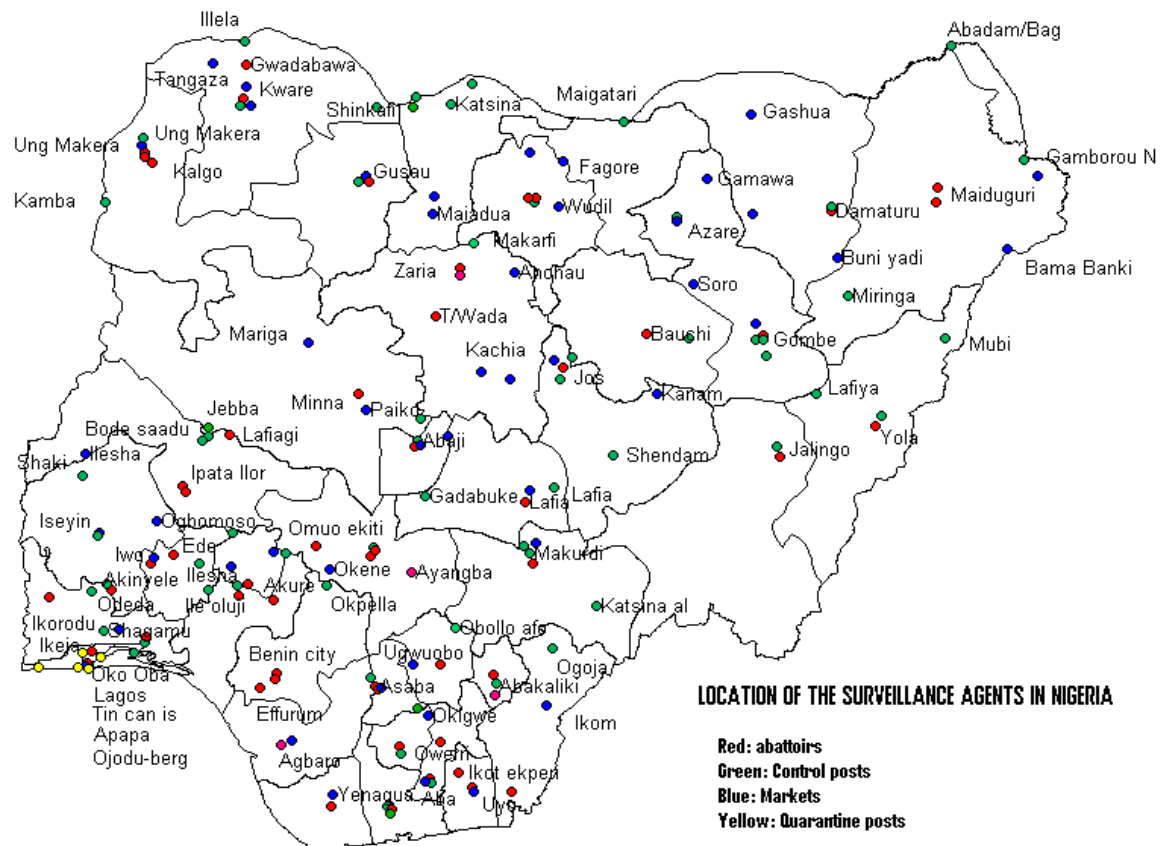 Illela
Abadam/Bag
Gwadabawa
Tangaza
Kware
Katsina
Maigatari
Shinkafi
Gashua
Ung Makera
Ung Makera
Gamborou N
Kalgo
Gusau
Fagore
Gamawa
Maiduguri
Kamba
Maiadua
Wudil
Damaturu
Azare
Makarfi
Buni yadi
Bama Banki
Zaria
Anchau
Soro
Miringa
T/Wada
Mariga
Baushi
Gombe
Mubi
Kachia
Jos
Minna
Paiko
Kanam
Lafiya
Jebba
Bode saadu
Lafiagi
Abaji
Yola
Ilesha
Shaki
Jalingo
Shendam
Ipata Ilor
Gadabuke
Lafia
Lafia
Iseyin
Ogbomoso
Omuo ekiti
Ede
Iwo
Makurdi
Okene
Ayangba
Akinyele
Ilesha
Akure
Odeda
Ile oluji
Okpella
Katsina al
Ikorodu
Shagamu
Obollo afo
Ikeja
Benin city
Ugwuobo
Ogoja
Oko Oba
Asaba
Abakaliki
Lagos
Effurum
Okigwe
Ikom
Tin can is
Apapa
Ojodu-berg
Agbaro
Owerri
Ikot ekpen
Yenagua
Aba
Uyo
LOCATION OF THE SURVEILLANCE AGENTS IN NIGERIA
Red: abattoirs
Green: Control posts
Blue: Markets
Yellow: Quarantine posts